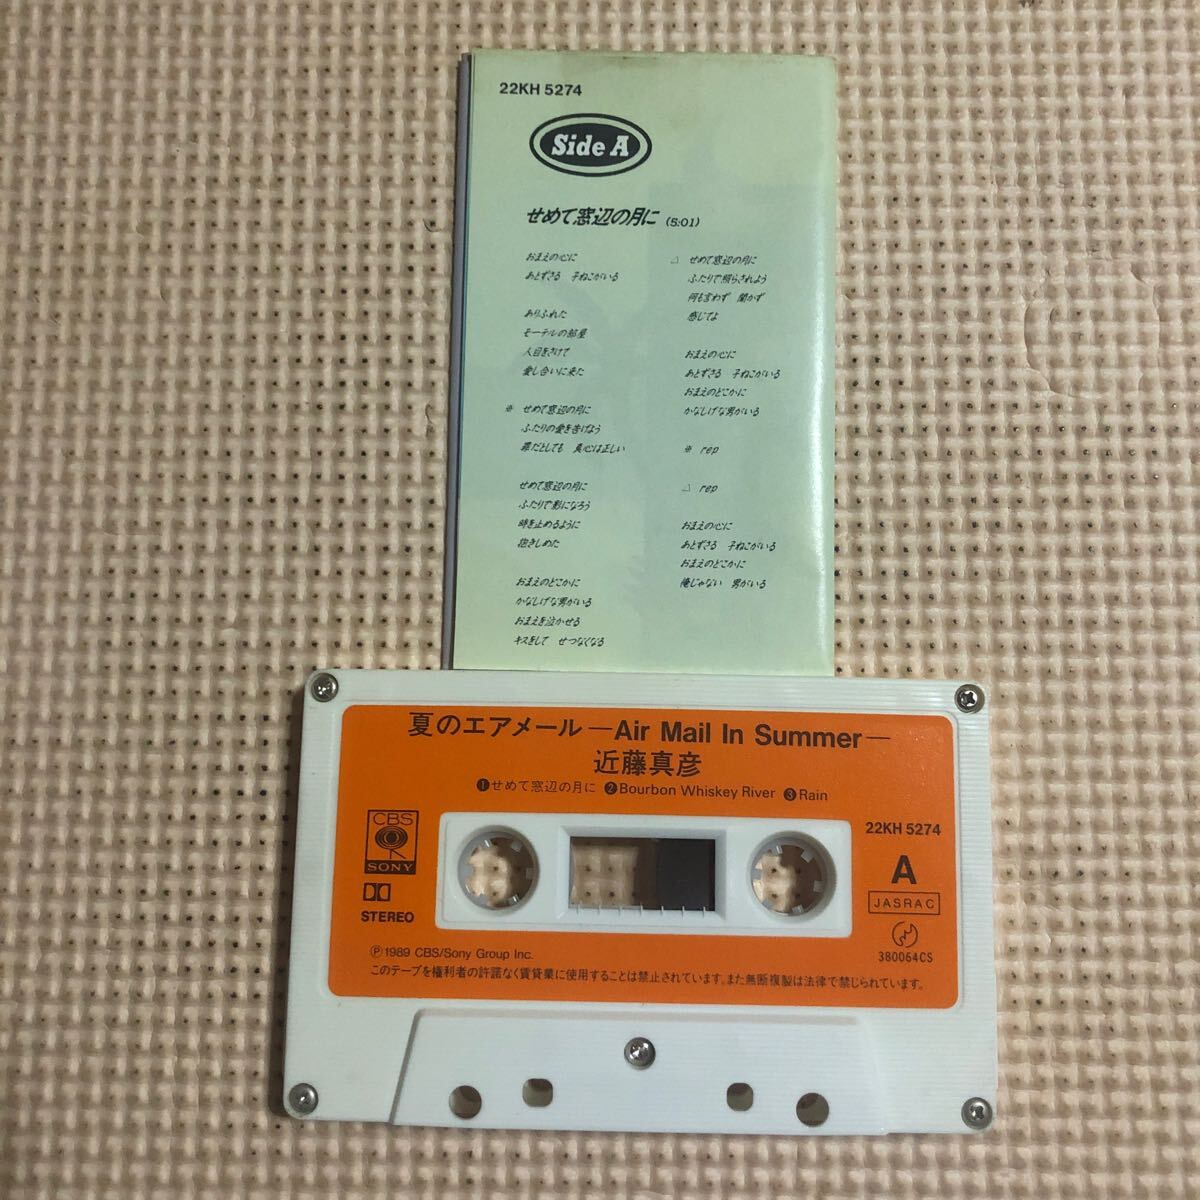 22KH 5274
Side A
せめて窓辺の月に (5:01)
おまえの心に
あとずさる 子ねこがいる
ありふれた
モーテルの部屋
人目をさけて
愛し合いに来た
※ せめて窓辺の月に
ふたりの愛を告げなう
罪だとしても 良心は正しい
せめて窓辺の月に
ふたりで影になろう
時を止めるように
抱きしめた
おまえのどこかに
かなしげな男がいる
おまえを泣かせる
キスをして せつなくなる
△ せめて窓辺の月に
ふたりで照らされよう
何も言わず 聞かず
感じてよ
おまえの心に
あとずさる 子ねこがいる
おまえのどこかに
かなしげな男がいる
※ rep
△ rep
おまえの心に
あとずさる 子ねこがいる
おまえのどこかに
俺じゃない 男がいる
夏のエアメール —Air Mail In Summer—
近藤真彦
❶せめて窓辺の月に ❷Bourbon Whiskey River ❸Rain
CBS
SONY
STEREO
22KH 5274
A
JASRAC
380064CS
Ⓟ1989 CBS/Sony Group Inc.
このテープを権利者の許諾なく賃貸業に使用することは禁止されています。また無断複製は法律で禁じられています。